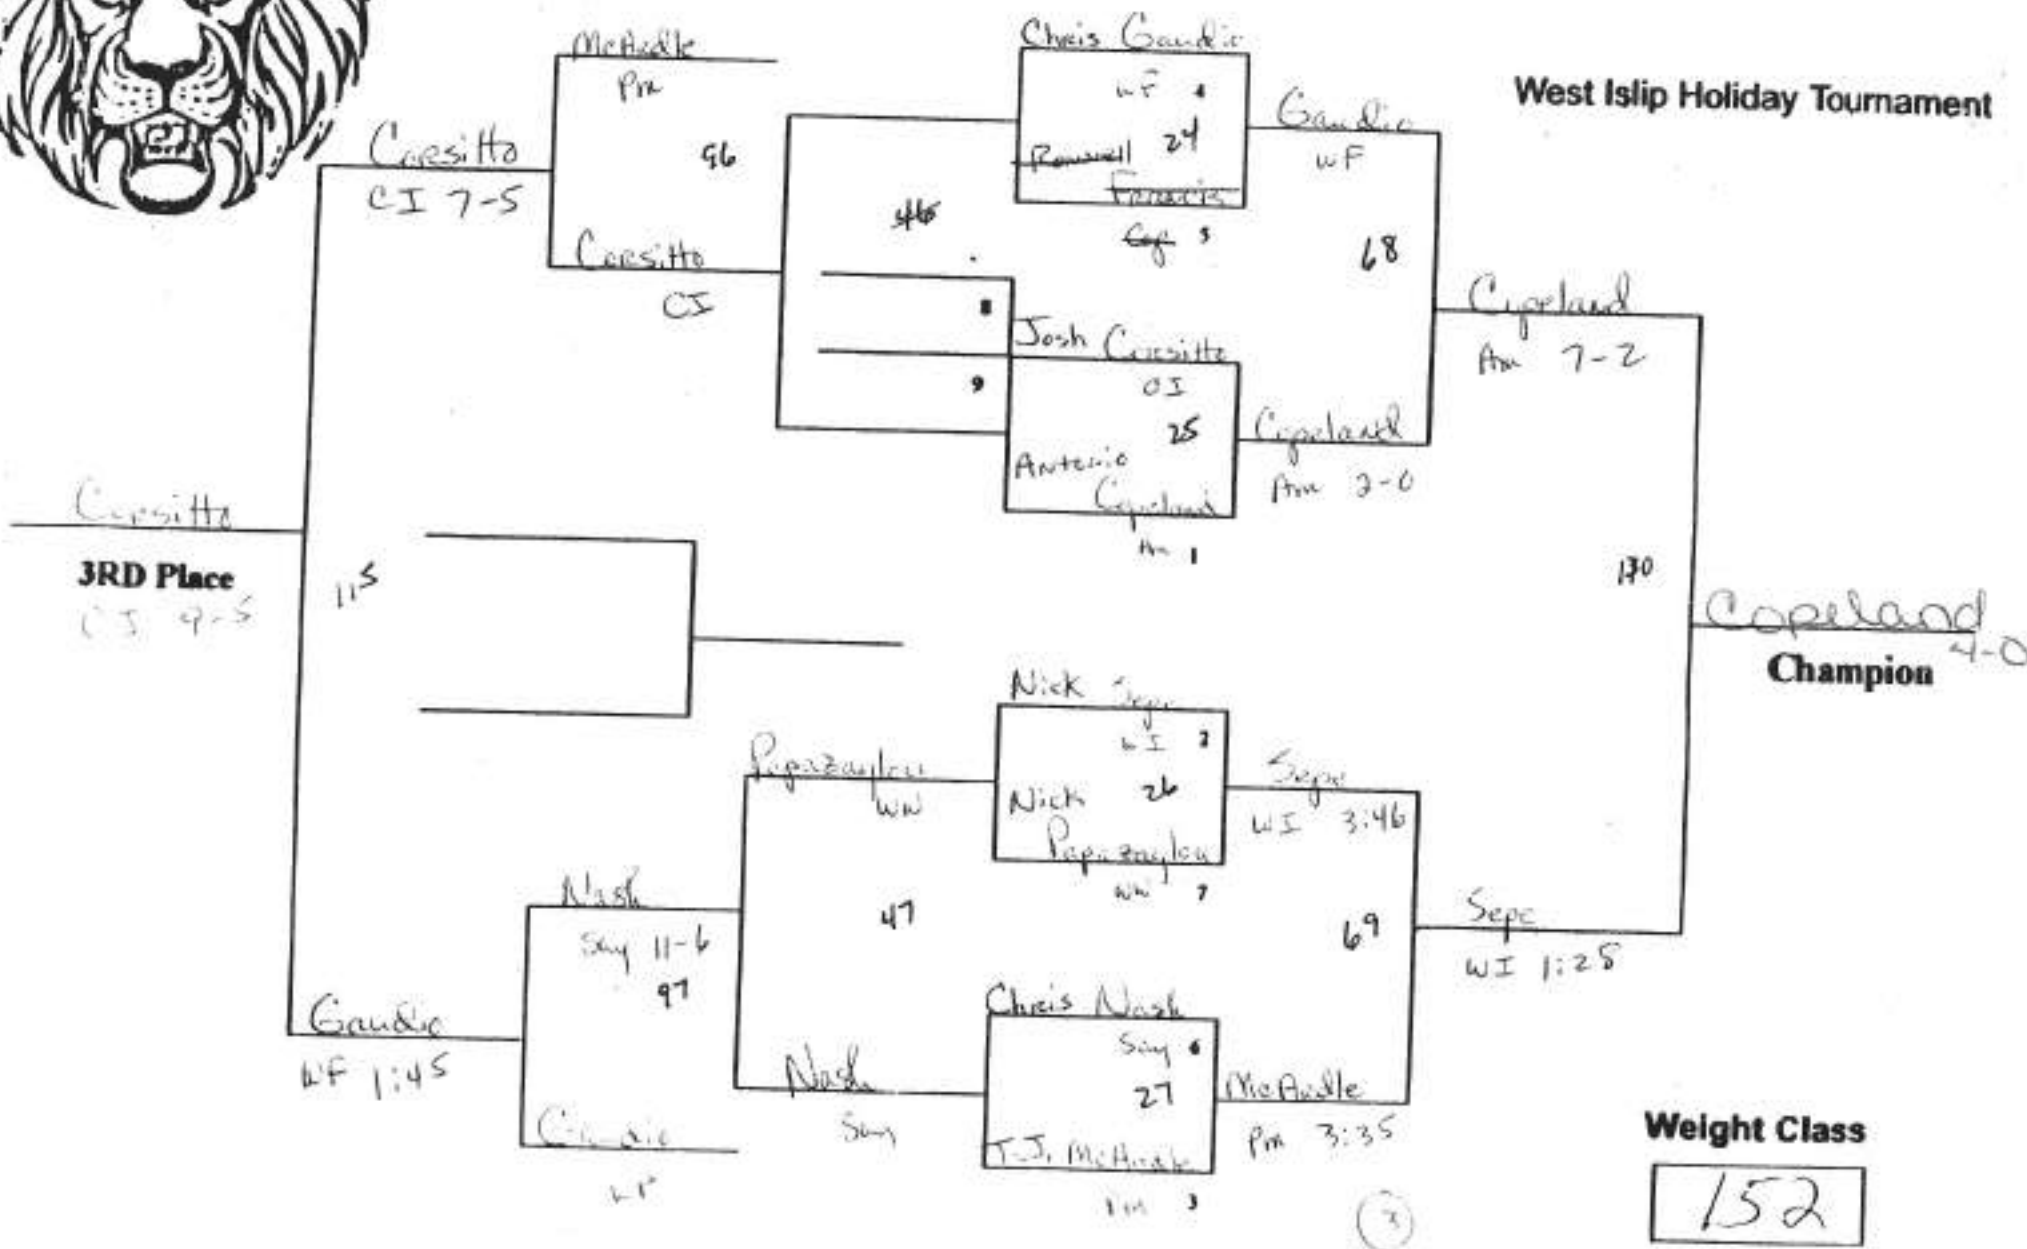 West Islip Holiday Tournament
McArdle
Pm
96
Corsitto
CI 7-5
Corsitto
CI
Chris Gaudio
WF 4
24
Francis
5
Gaudio
WF
68
8
9
Josh Corsitto
CI
25
Antonio
Copeland
Am 1
Copeland
Am 2-0
Copeland
Am 7-2
Corsitto
3RD Place
CI 9-5
115
130
Copeland
4-0
Champion
Nick Sepe
WI 2
26
Nick
Papazaylou
WW 7
Papazaylou
WW
Sepe
WI 3:46
47
69
Sepe
WI 1:28
Nash
Say 11-6
97
Gaudio
WF 1:45
Gaudio
WF
Nash
Say
Chris Nash
Say 6
27
T.J. McArdle
Pm 3
McArdle
Pm 3:35
Weight Class
152